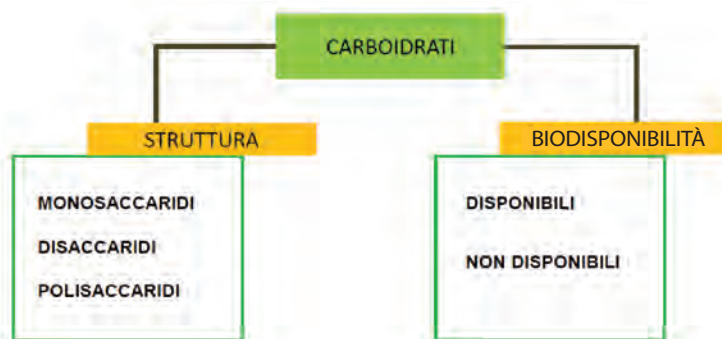 CARBOIDRATI
STRUTTURA
MONOSACCARIDI
DISACCARIDI
POLISACCARIDI
BIODISPONIBILITÀ
DISPONIBILI
NON DISPONIBILI